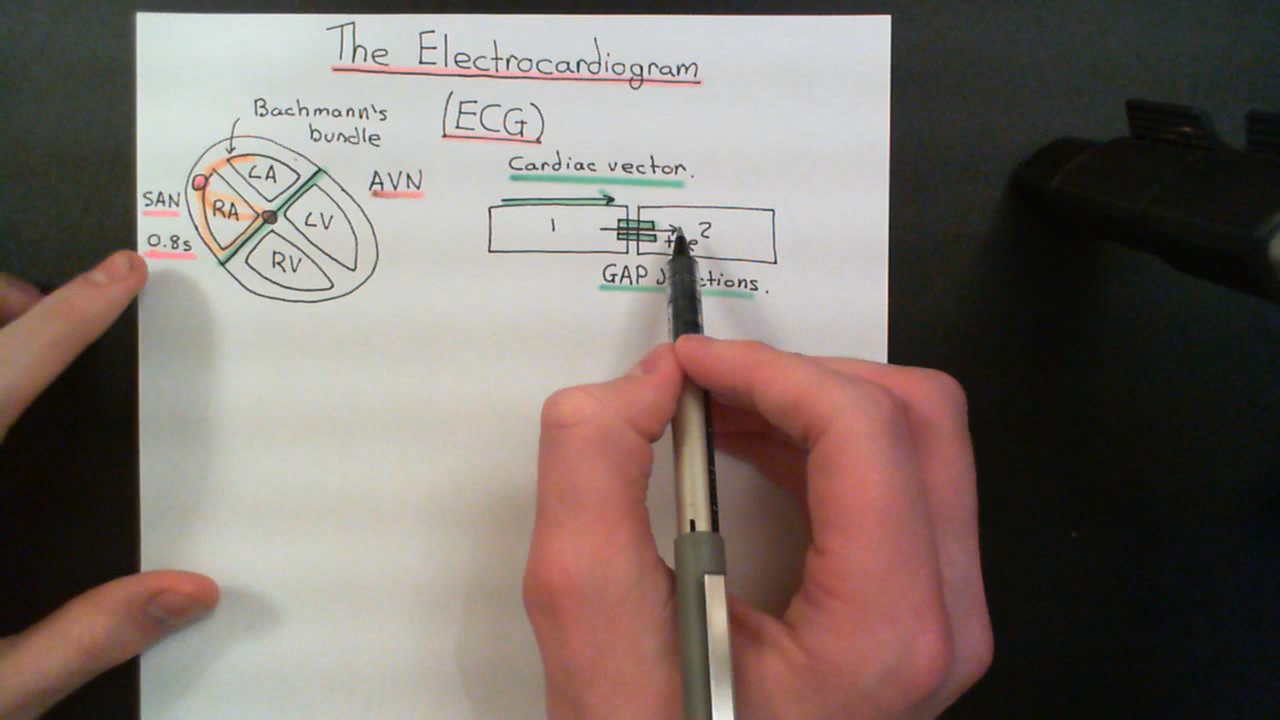 The Electrocardiogram
(ECG)
Bachmann's
bundle
LA
RA
LV
RV
SAN
0.8s
AVN
Cardiac vector.
1
2
GAP